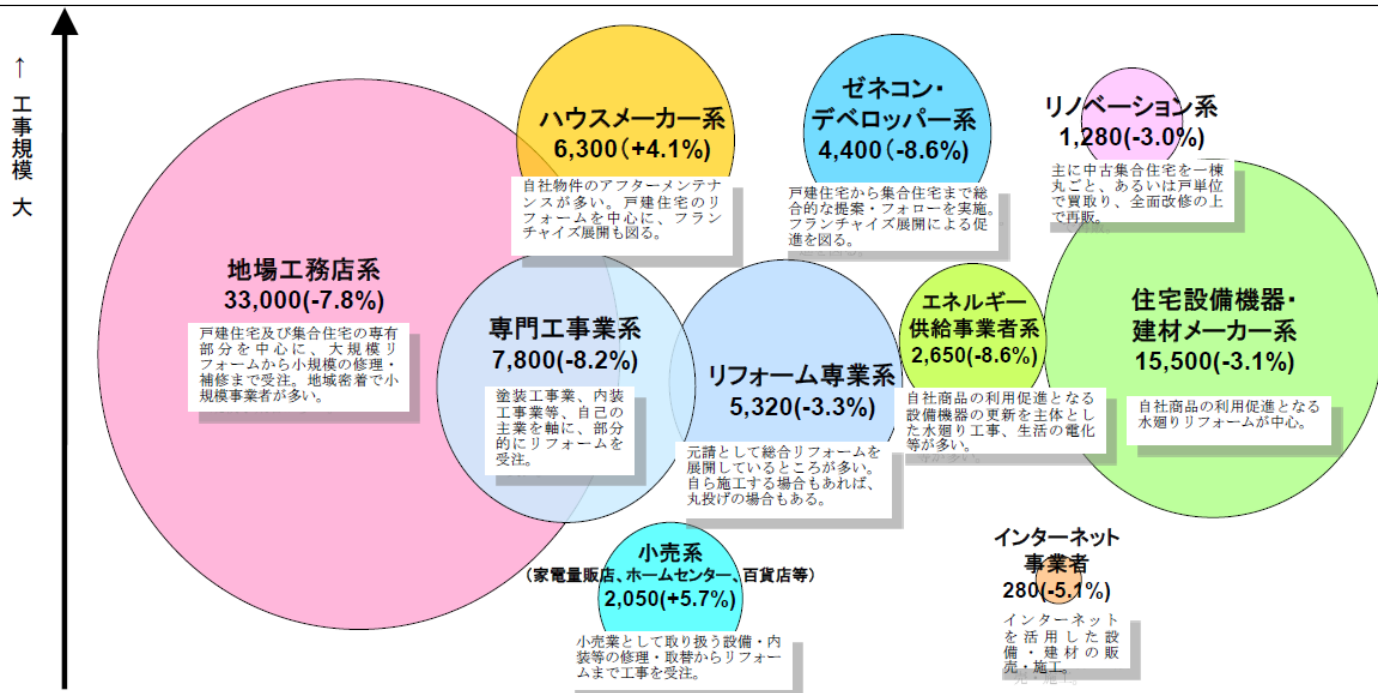 ↑ 工事規模 大
ハウスメーカー系
6,300(+4.1%)
自社物件のアフターメンテナ
ンスが多い。戸建住宅のリ
フォームを中心に、フラン
チャイズ展開も図る。
ゼネコン・
デベロッパー系
4,400(-8.6%)
戸建住宅から集合住宅まで総
合的な提案・フォローを実施。
フランチャイズ展開による促
進を図る。
リノベーション系
1,280(-3.0%)
主に中古集合住宅を一棟
丸ごと、あるいは戸単位
で買取り、全面改修の上
で再販。
地場工務店系
33,000(-7.8%)
戸建住宅及び集合住宅の専有
部分を中心に、大規模リ
フォームから小規模の修理・
補修まで受注。地域密着で小
規模事業者が多い。
専門工事業系
7,800(-8.2%)
塗装工事業、内装
工事業等、自己の
主業を軸に、部分
的にリフォームを
受注。
リフォーム専業系
5,320(-3.3%)
元請として総合リフォームを
展開しているところが多い。
自ら施工する場合もあれば、
丸投げの場合もある。
エネルギー
供給事業者系
2,650(-8.6%)
自社商品の利用促進となる
設備機器の更新を主体とし
た水廻り工事、生活の電化
等が多い。
住宅設備機器・
建材メーカー系
15,500(-3.1%)
自社商品の利用促進となる
水廻りリフォームが中心。
小売系
(家電量販店、ホームセンター、百貨店等)
2,050(+5.7%)
小売業として取り扱う設備・内
装等の修理・取替からリフォー
ムまで工事を受注。
インターネット
事業者
280(-5.1%)
インターネット
を活用した設
備・建材の販
売・施工。